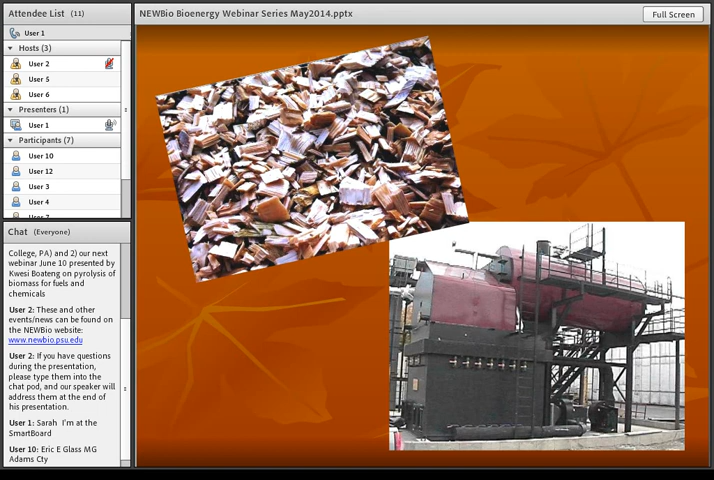 Attendee List (11)
User 1
Hosts (3)
User 2
User 5
User 6
Presenters (1)
User 1
Participants (7)
User 10
User 12
User 3
User 4
User 7
Chat (Everyone)
College, PA) and 2) our next
webinar June 10 presented by
Kwesi Boateng on pyrolysis of
biomass for fuels and
chemicals
User 2: These and other
events/news can be found on
the NEWBio website:
www.newbio.psu.edu
User 2: If you have questions
during the presentation,
please type them into the
chat pod, and our speaker will
address them at the end of
his presentation.
User 1: Sarah I'm at the
SmartBoard
User 10: Eric E Glass MG
Adams Cty
NEWBio Bioenergy Webinar Series May2014.pptx
Full Screen